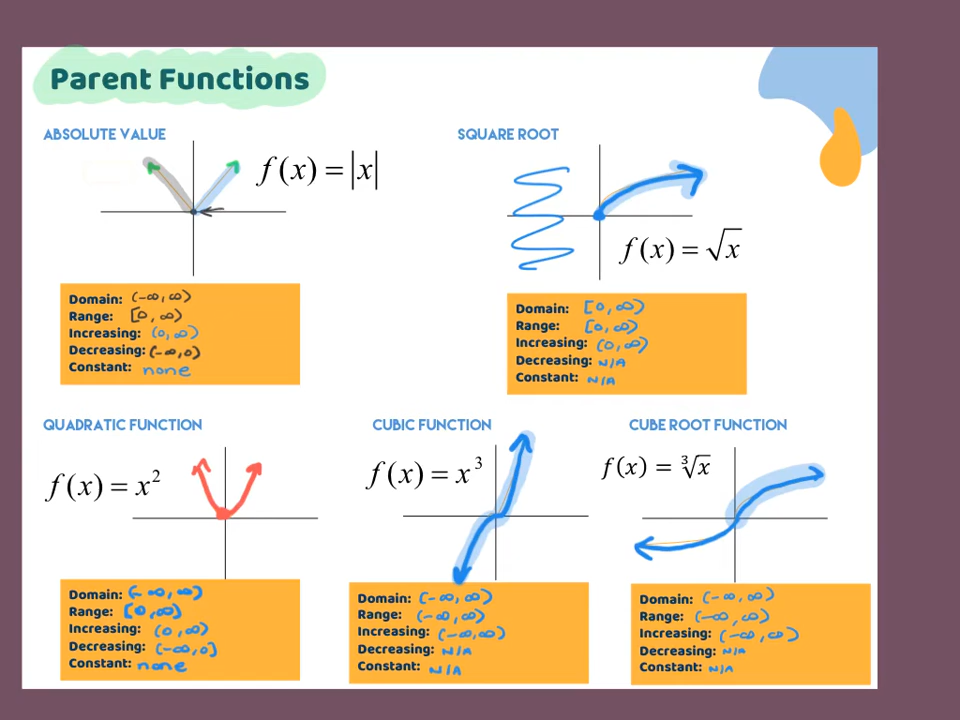 Parent Functions
ABSOLUTE VALUE
f(x) = |x|
Domain: (-∞, ∞)
Range: [0, ∞)
Increasing: (0, ∞)
Decreasing: (-∞, 0)
Constant: none
SQUARE ROOT
f(x) = √x
Domain: [0, ∞)
Range: [0, ∞)
Increasing: (0, ∞)
Decreasing: N/A
Constant: N/A
QUADRATIC FUNCTION
f(x) = x²
Domain: (-∞, ∞)
Range: [0, ∞)
Increasing: (0, ∞)
Decreasing: (-∞, 0]
Constant: none
CUBIC FUNCTION
f(x) = x³
Domain: (-∞, ∞)
Range: (-∞, ∞)
Increasing: (-∞, ∞)
Decreasing: N/A
Constant: N/A
CUBE ROOT FUNCTION
f(x) = ∛x
Domain: (-∞, ∞)
Range: (-∞, ∞)
Increasing: (-∞, ∞)
Decreasing: N/A
Constant: N/A